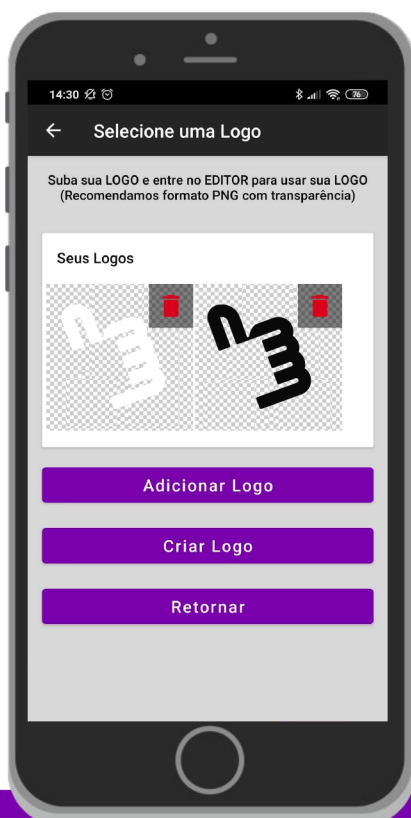 14:30 76
Selecione uma Logo
Suba sua LOGO e entre no EDITOR para usar sua LOGO
(Recomendamos formato PNG com transparência)
Seus Logos
Adicionar Logo
Criar Logo
Retornar